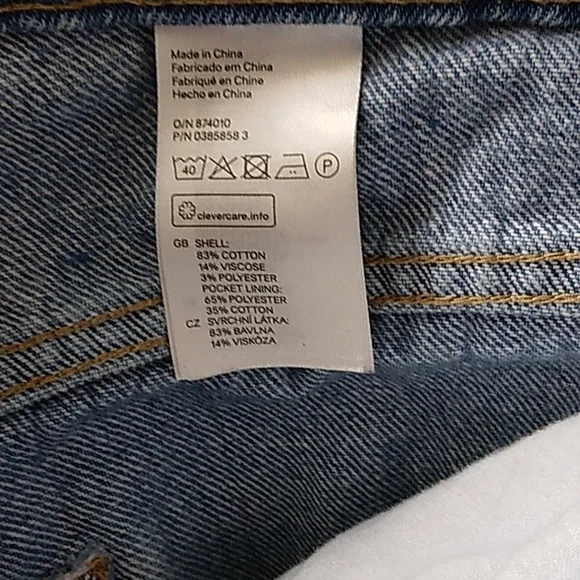 Made in China
Fabricado em China
Fabriqué en Chine
Hecho en China
O/N 874010
P/N 0385858 3
40 P
clevercare.info
GB SHELL:
83% COTTON
14% VISCOSE
3% POLYESTER
POCKET LINING:
65% POLYESTER
35% COTTON
CZ SVRCHNÍ LÁTKA:
83% BAVLNA
14% VISKÓZA